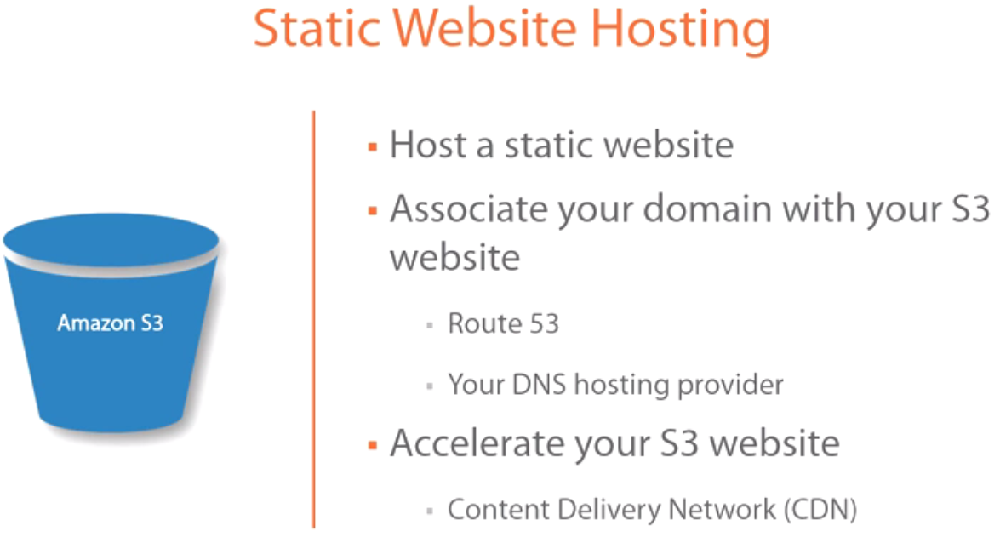 Static Website Hosting
Host a static website
Associate your domain with your S3
website
Amazon S3
Route 53
Your DNS hosting provider
Accelerate your S3 website
Content Delivery Network (CDN)